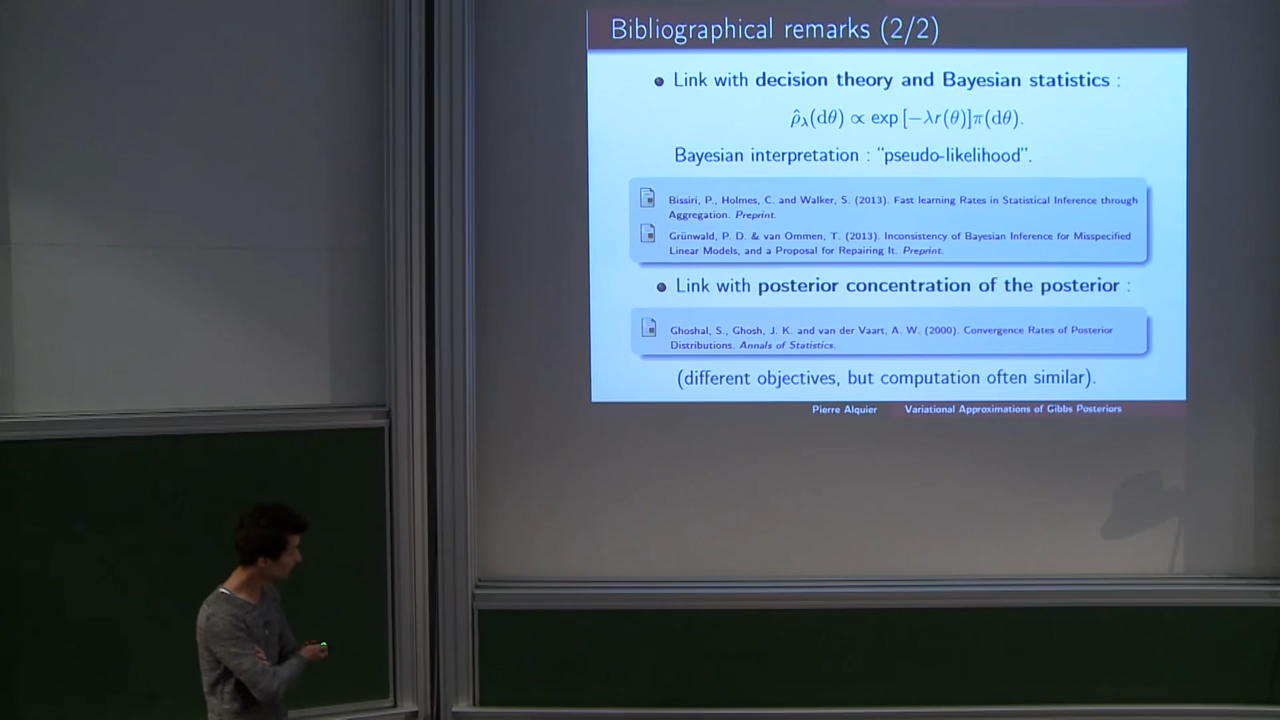 Bibliographical remarks (2/2)
Link with decision theory and Bayesian statistics :
ρ̂λ(dθ) ∝ exp [−λr(θ)]π(dθ).
Bayesian interpretation : “pseudo-likelihood”.
Bissiri, P., Holmes, C. and Walker, S. (2013). Fast learning Rates in Statistical Inference through
Aggregation. Preprint.
Grünwald, P. D. & van Ommen, T. (2013). Inconsistency of Bayesian Inference for Misspecified
Linear Models, and a Proposal for Repairing It. Preprint.
Link with posterior concentration of the posterior :
Ghoshal, S., Ghosh, J. K. and van der Vaart, A. W. (2000). Convergence Rates of Posterior
Distributions. Annals of Statistics.
(different objectives, but computation often similar).
Pierre Alquier Variational Approximations of Gibbs Posteriors